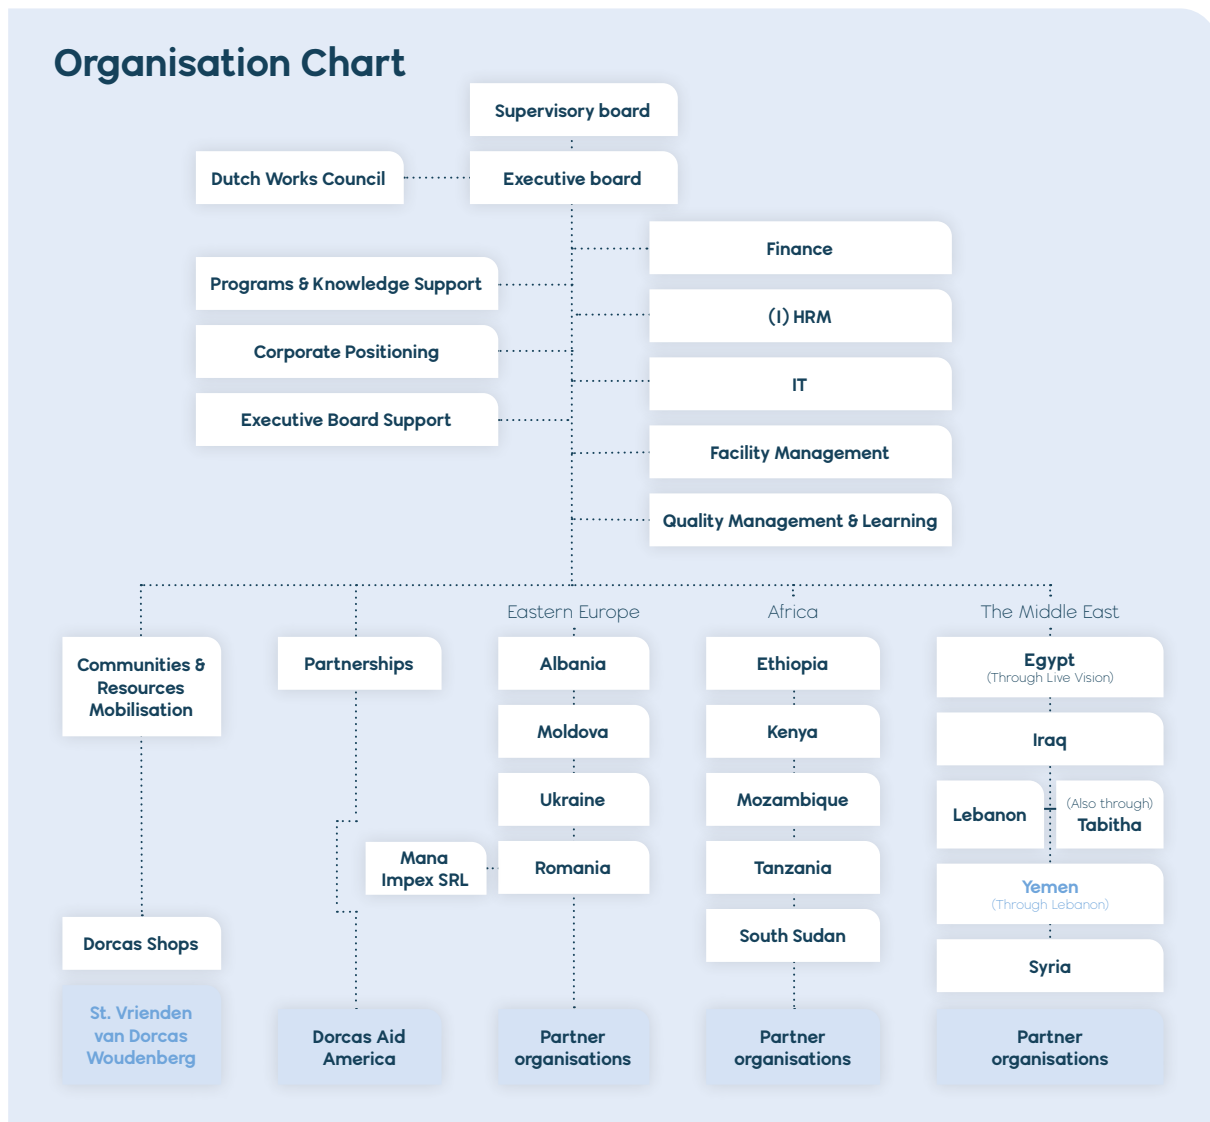 Organisation Chart
Supervisory board
Dutch Works Council
Executive board
Finance
Programs & Knowledge Support
(I) HRM
Corporate Positioning
IT
Executive Board Support
Facility Management
Quality Management & Learning
Communities &
Resources
Mobilisation
Dorcas Shops
St. Vrienden
van Dorcas
Woudenberg
Partnerships
Dorcas Aid
America
Eastern Europe
Albania
Moldova
Ukraine
Mana
Impex SRL
Romania
Partner
organisations
Africa
Ethiopia
Kenya
Mozambique
Tanzania
South Sudan
Partner
organisations
The Middle East
Egypt
(Through Live Vision)
Iraq
Lebanon
(Also through)
Tabitha
Yemen
(Through Lebanon)
Syria
Partner
organisations